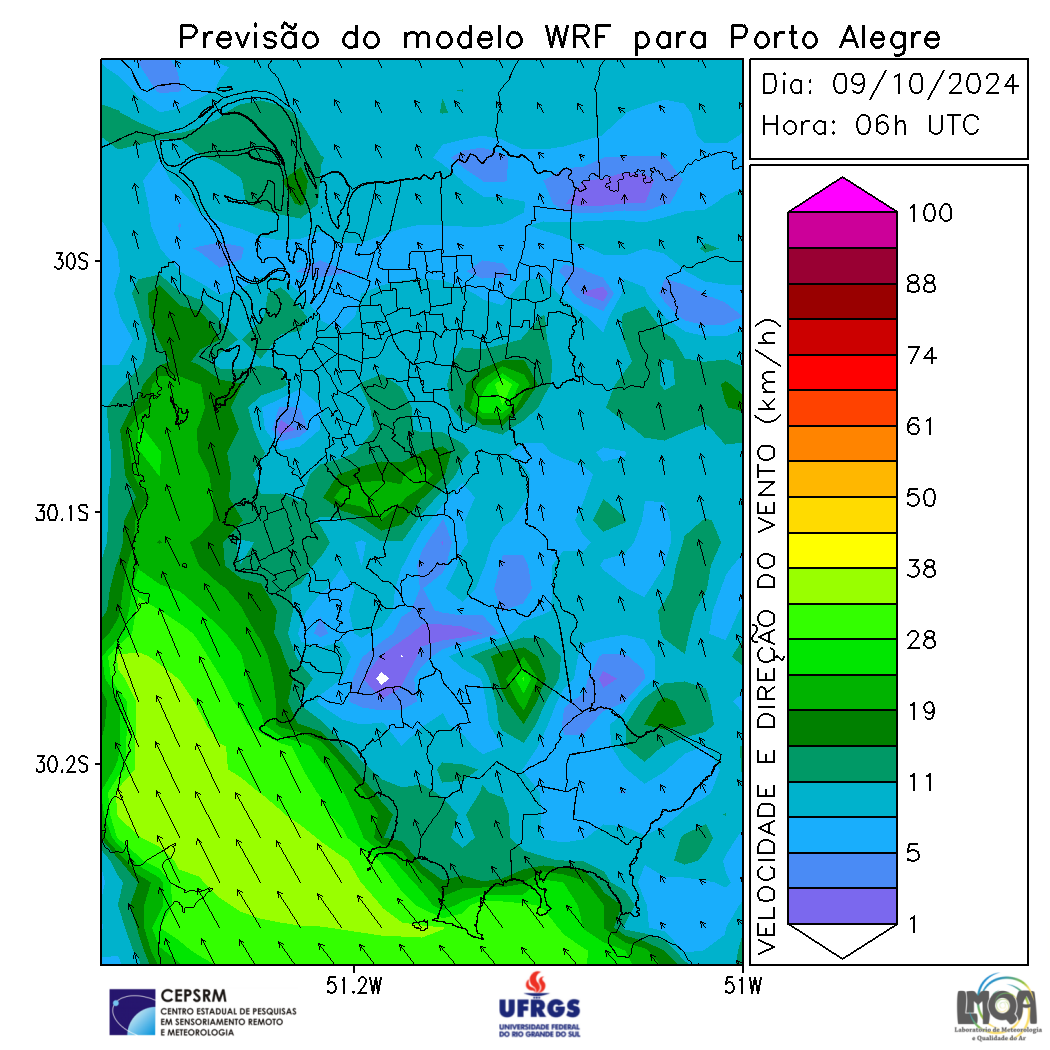 Previsão do modelo WRF para Porto Alegre
Dia: 09/10/2024
Hora: 06h UTC
30S
30.1S
30.2S
51.2W
51W
VELOCIDADE E DIREÇÃO DO VENTO (km/h)
100
88
74
61
50
38
28
19
11
5
1
CEPSRM
CENTRO ESTADUAL DE PESQUISAS
EM SENSORIAMENTO REMOTO
E METEOROLOGIA
UFRGS
UNIVERSIDADE FEDERAL
DO RIO GRANDE DO SUL
LMQA
Laboratório de Meteorologia
e Qualidade do Ar